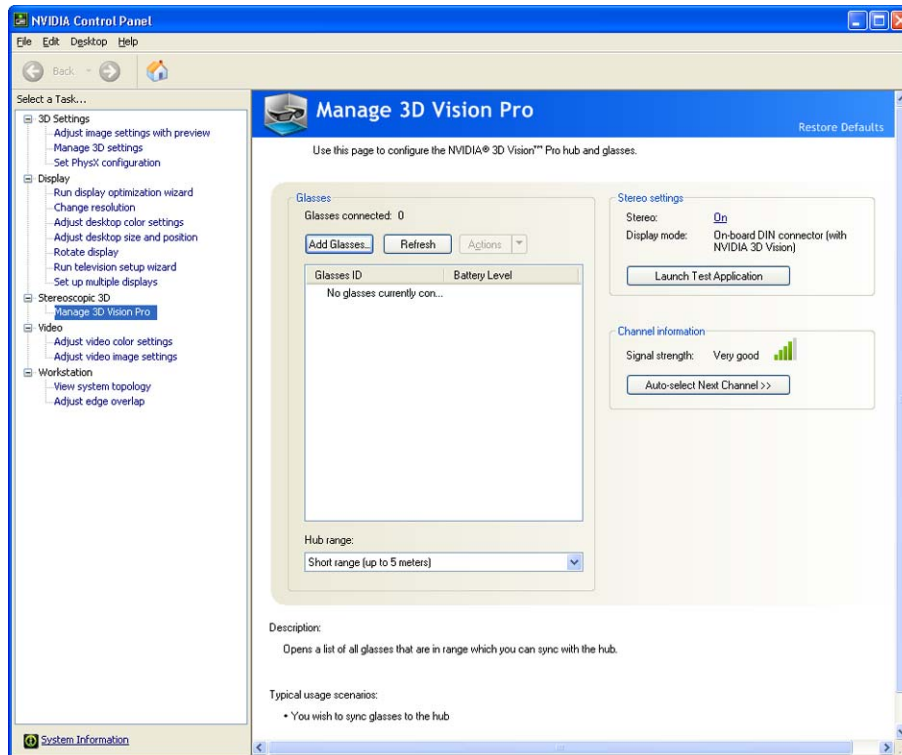 NVIDIA Control Panel
File Edit Desktop Help
Back
Select a Task...
3D Settings
Adjust image settings with preview
Manage 3D settings
Set PhysX configuration
Display
Run display optimization wizard
Change resolution
Adjust desktop color settings
Adjust desktop size and position
Rotate display
Run television setup wizard
Set up multiple displays
Stereoscopic 3D
Manage 3D Vision Pro
Video
Adjust video color settings
Adjust video image settings
Workstation
View system topology
Adjust edge overlap
System Information
Manage 3D Vision Pro
Restore Defaults
Use this page to configure the NVIDIA® 3D Vision™ Pro hub and glasses.
Glasses
Glasses connected: 0
Add Glasses... Refresh Actions
Glasses ID Battery Level
No glasses currently con...
Hub range:
Short range (up to 5 meters)
Stereo settings
Stereo: On
Display mode: On-board DIN connector (with
NVIDIA 3D Vision)
Launch Test Application
Channel information
Signal strength: Very good
Auto-select Next Channel >>
Description:
Opens a list of all glasses that are in range which you can sync with the hub.
Typical usage scenarios:
• You wish to sync glasses to the hub